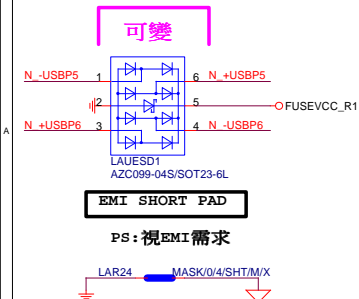 可變
N_-USBP5 1 6 N_+USBP5
2 5 FUSEVCC_R1
N_+USBP6 3 4 N_-USBP6
A
LAUESD1
AZC099-04S/SOT23-6L
EMI SHORT PAD
PS:視EMI需求
LAR24 MASK/0/4/SHT/M/X